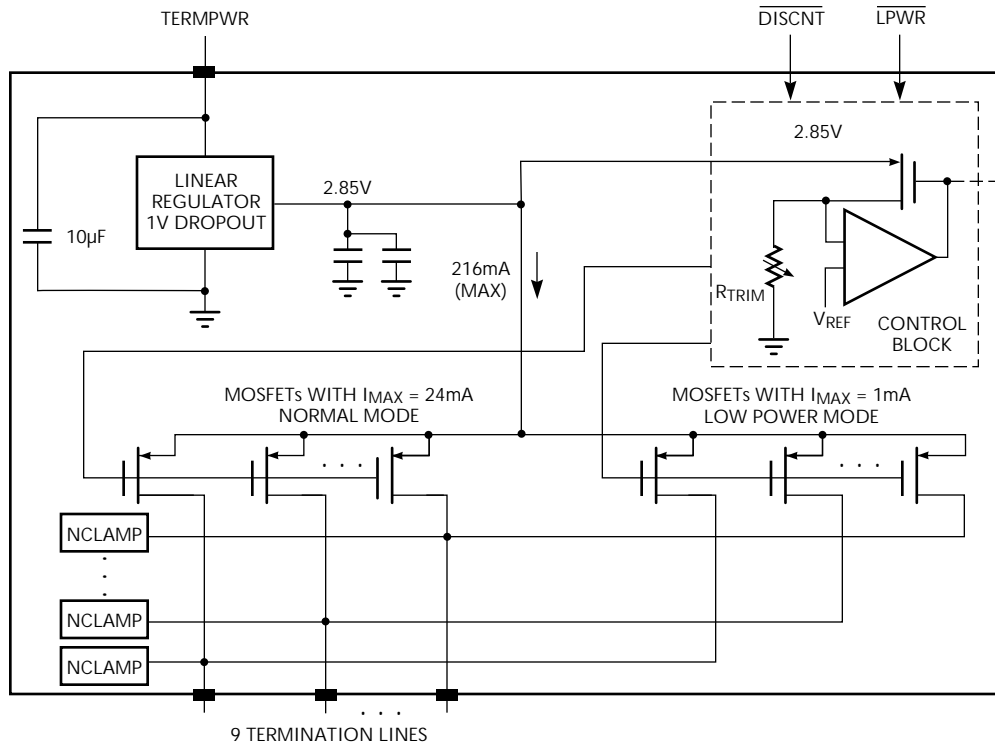 TERMPWR
DISCNT
LPWR
2.85V
LINEAR
REGULATOR
1V DROPOUT
2.85V
10µF
216mA
(MAX)
RTRIM
VREF
CONTROL
BLOCK
MOSFETs WITH IMAX = 24mA
NORMAL MODE
MOSFETs WITH IMAX = 1mA
LOW POWER MODE
. . .
. . .
NCLAMP
. . .
NCLAMP
NCLAMP
. . .
9 TERMINATION LINES